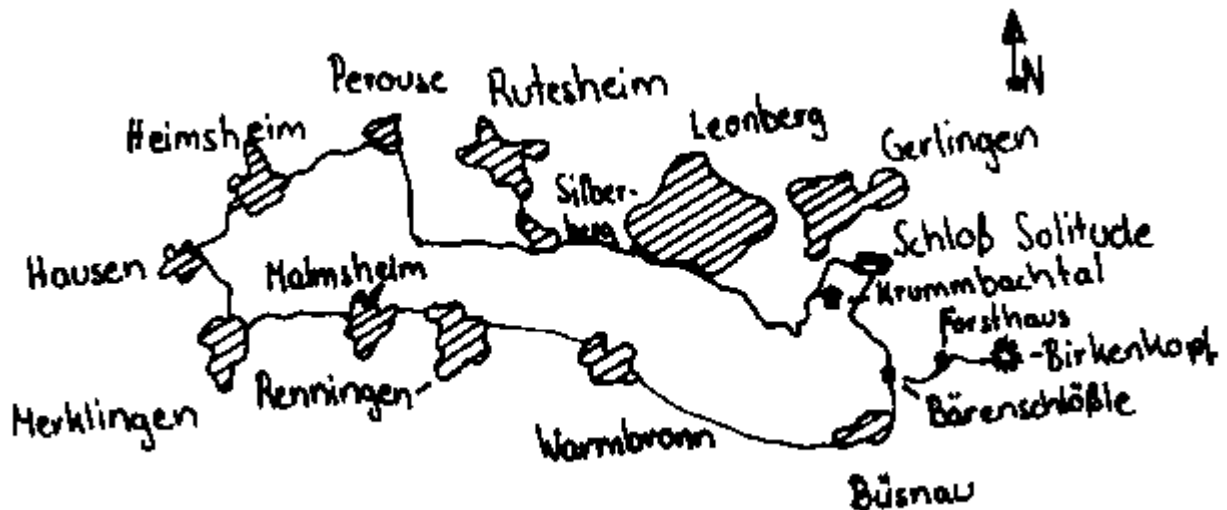 N
Perouse
Rutesheim
Heimsheim
Leonberg
Gerlingen
Silber-
berg
Schloß Solitude
Hausen
Malmsheim
Krummbachtal
Forsthaus
Birkenkopf
Renningen
Bärenschlößle
Merklingen
Warmbronn
Büsnau